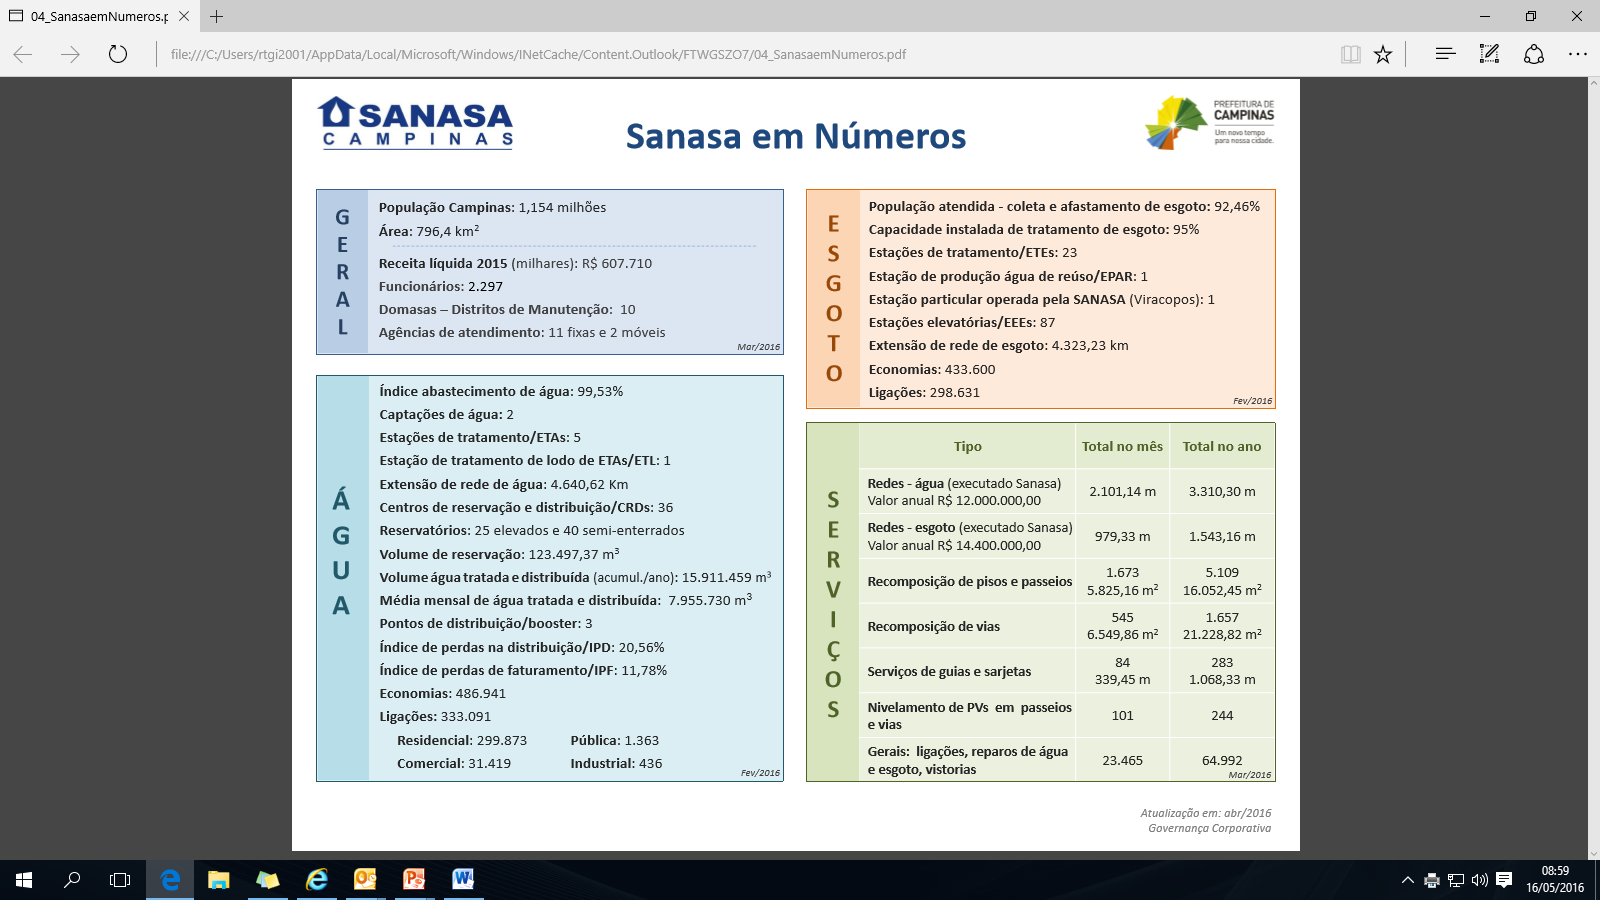 04_SanasaemNumeros.p
file:///C:/Users/rtgi2001/AppData/Local/Microsoft/Windows/INetCache/Content.Outlook/FTWGSZO7/04_SanasaemNumeros.pdf
SANASA
CAMPINAS
Sanasa em Números
PREFEITURA DE
CAMPINAS
Um novo tempo
para nossa cidade.
GERAL
População Campinas: 1,154 milhões
Área: 796,4 km²
Receita líquida 2015 (milhares): R$ 607.710
Funcionários: 2.297
Domasas – Distritos de Manutenção: 10
Agências de atendimento: 11 fixas e 2 móveis
Mar/2016
ÁGUA
Índice abastecimento de água: 99,53%
Captações de água: 2
Estações de tratamento/ETAs: 5
Estação de tratamento de lodo de ETAs/ETL: 1
Extensão de rede de água: 4.640,62 Km
Centros de reservação e distribuição/CRDs: 36
Reservatórios: 25 elevados e 40 semi-enterrados
Volume de reservação: 123.497,37 m³
Volume água tratada e distribuída (acumul./ano): 15.911.459 m³
Média mensal de água tratada e distribuída: 7.955.730 m³
Pontos de distribuição/booster: 3
Índice de perdas na distribuição/IPD: 20,56%
Índice de perdas de faturamento/IPF: 11,78%
Economias: 486.941
Ligações: 333.091
Residencial: 299.873 Pública: 1.363
Comercial: 31.419 Industrial: 436
Fev/2016
ESGOTO
População atendida - coleta e afastamento de esgoto: 92,46%
Capacidade instalada de tratamento de esgoto: 95%
Estações de tratamento/ETEs: 23
Estação de produção água de reúso/EPAR: 1
Estação particular operada pela SANASA (Viracopos): 1
Estações elevatórias/EEEs: 87
Extensão de rede de esgoto: 4.323,23 km
Economias: 433.600
Ligações: 298.631
Fev/2016
SERVIÇOS
Tipo Total no mês Total no ano
Redes - água (executado Sanasa)
Valor anual R$ 12.000.000,00
2.101,14 m 3.310,30 m
Redes - esgoto (executado Sanasa)
Valor anual R$ 14.400.000,00
979,33 m 1.543,16 m
Recomposição de pisos e passeios
1.673 5.109
5.825,16 m² 16.052,45 m²
Recomposição de vias
545 1.657
6.549,86 m² 21.228,82 m²
Serviços de guias e sarjetas
84 283
339,45 m 1.068,33 m
Nivelamento de PVs em passeios
e vias
101 244
Gerais: ligações, reparos de água
e esgoto, vistorias
23.465 64.992
Mar/2016
Atualização em: abr/2016
Governança Corporativa
08:59
16/05/2016